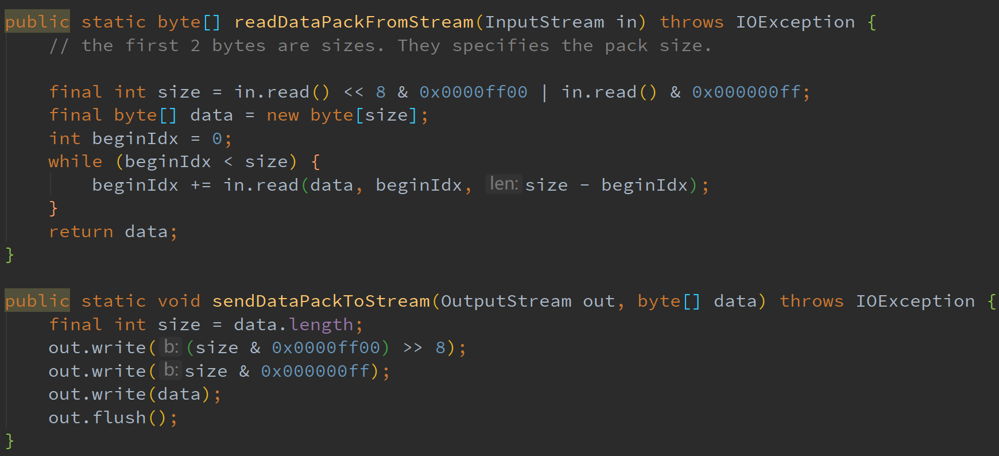 public static byte[] readDataPackFromStream(InputStream in) throws IOException {
    // the first 2 bytes are sizes. They specifies the pack size.

    final int size = in.read() << 8 & 0x0000ff00 | in.read() & 0x000000ff;
    final byte[] data = new byte[size];
    int beginIdx = 0;
    while (beginIdx < size) {
        beginIdx += in.read(data, beginIdx, len: size - beginIdx);
    }
    return data;
}

public static void sendDataPackToStream(OutputStream out, byte[] data) throws IOException {
    final int size = data.length;
    out.write( b: (size & 0x0000ff00) >> 8);
    out.write( b: size & 0x000000ff);
    out.write(data);
    out.flush();
}